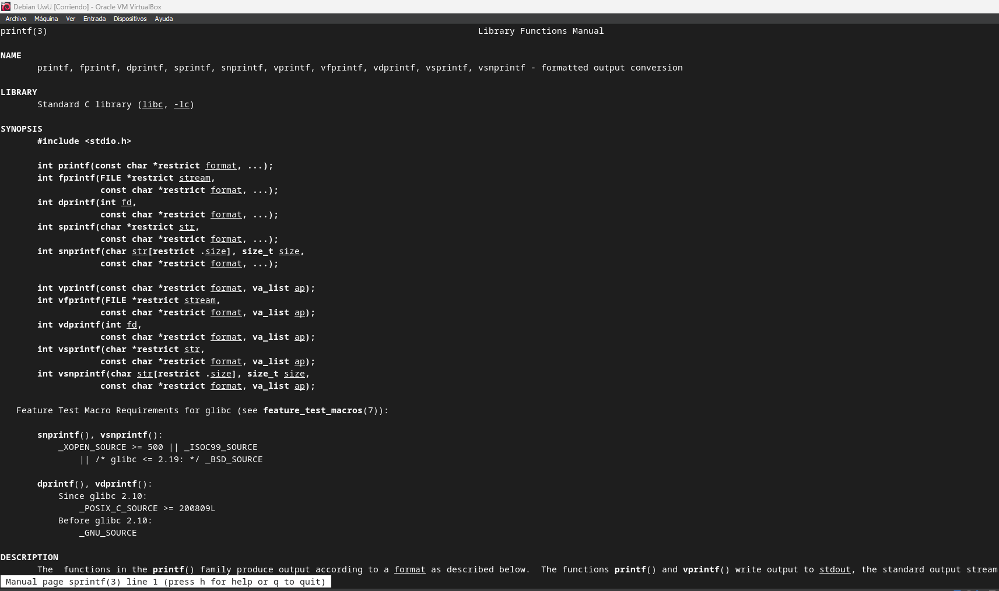 Debian UwU [Corriendo] - Oracle VM VirtualBox
Archivo Máquina Ver Entrada Dispositivos Ayuda
printf(3) Library Functions Manual
NAME
printf, fprintf, dprintf, sprintf, snprintf, vprintf, vfprintf, vdprintf, vsprintf, vsnprintf - formatted output conversion
LIBRARY
Standard C library (libc, -lc)
SYNOPSIS
#include <stdio.h>
int printf(const char *restrict format, ...);
int fprintf(FILE *restrict stream,
const char *restrict format, ...);
int dprintf(int fd,
const char *restrict format, ...);
int sprintf(char *restrict str,
const char *restrict format, ...);
int snprintf(char str[restrict .size], size_t size,
const char *restrict format, ...);
int vprintf(const char *restrict format, va_list ap);
int vfprintf(FILE *restrict stream,
const char *restrict format, va_list ap);
int vdprintf(int fd,
const char *restrict format, va_list ap);
int vsprintf(char *restrict str,
const char *restrict format, va_list ap);
int vsnprintf(char str[restrict .size], size_t size,
const char *restrict format, va_list ap);
Feature Test Macro Requirements for glibc (see feature_test_macros(7)):
snprintf(), vsnprintf():
_XOPEN_SOURCE >= 500 || _ISOC99_SOURCE
|| /* glibc <= 2.19: */ _BSD_SOURCE
dprintf(), vdprintf():
Since glibc 2.10:
_POSIX_C_SOURCE >= 200809L
Before glibc 2.10:
_GNU_SOURCE
DESCRIPTION
The  functions in the printf() family produce output according to a format as described below.  The functions printf() and vprintf() write output to stdout, the standard output stream
Manual page sprintf(3) line 1 (press h for help or q to quit)